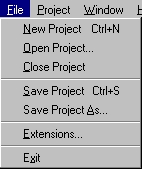 File Project Window
New Project Ctrl+N
Open Project...
Close Project
Save Project Ctrl+S
Save Project As...
Extensions...
Exit